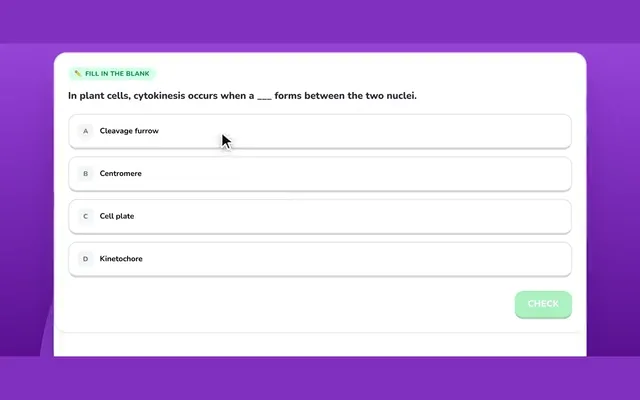 FILL IN THE BLANK
In plant cells, cytokinesis occurs when a ___ forms between the two nuclei.
A Cleavage furrow
B Centromere
C Cell plate
D Kinetochore
CHECK